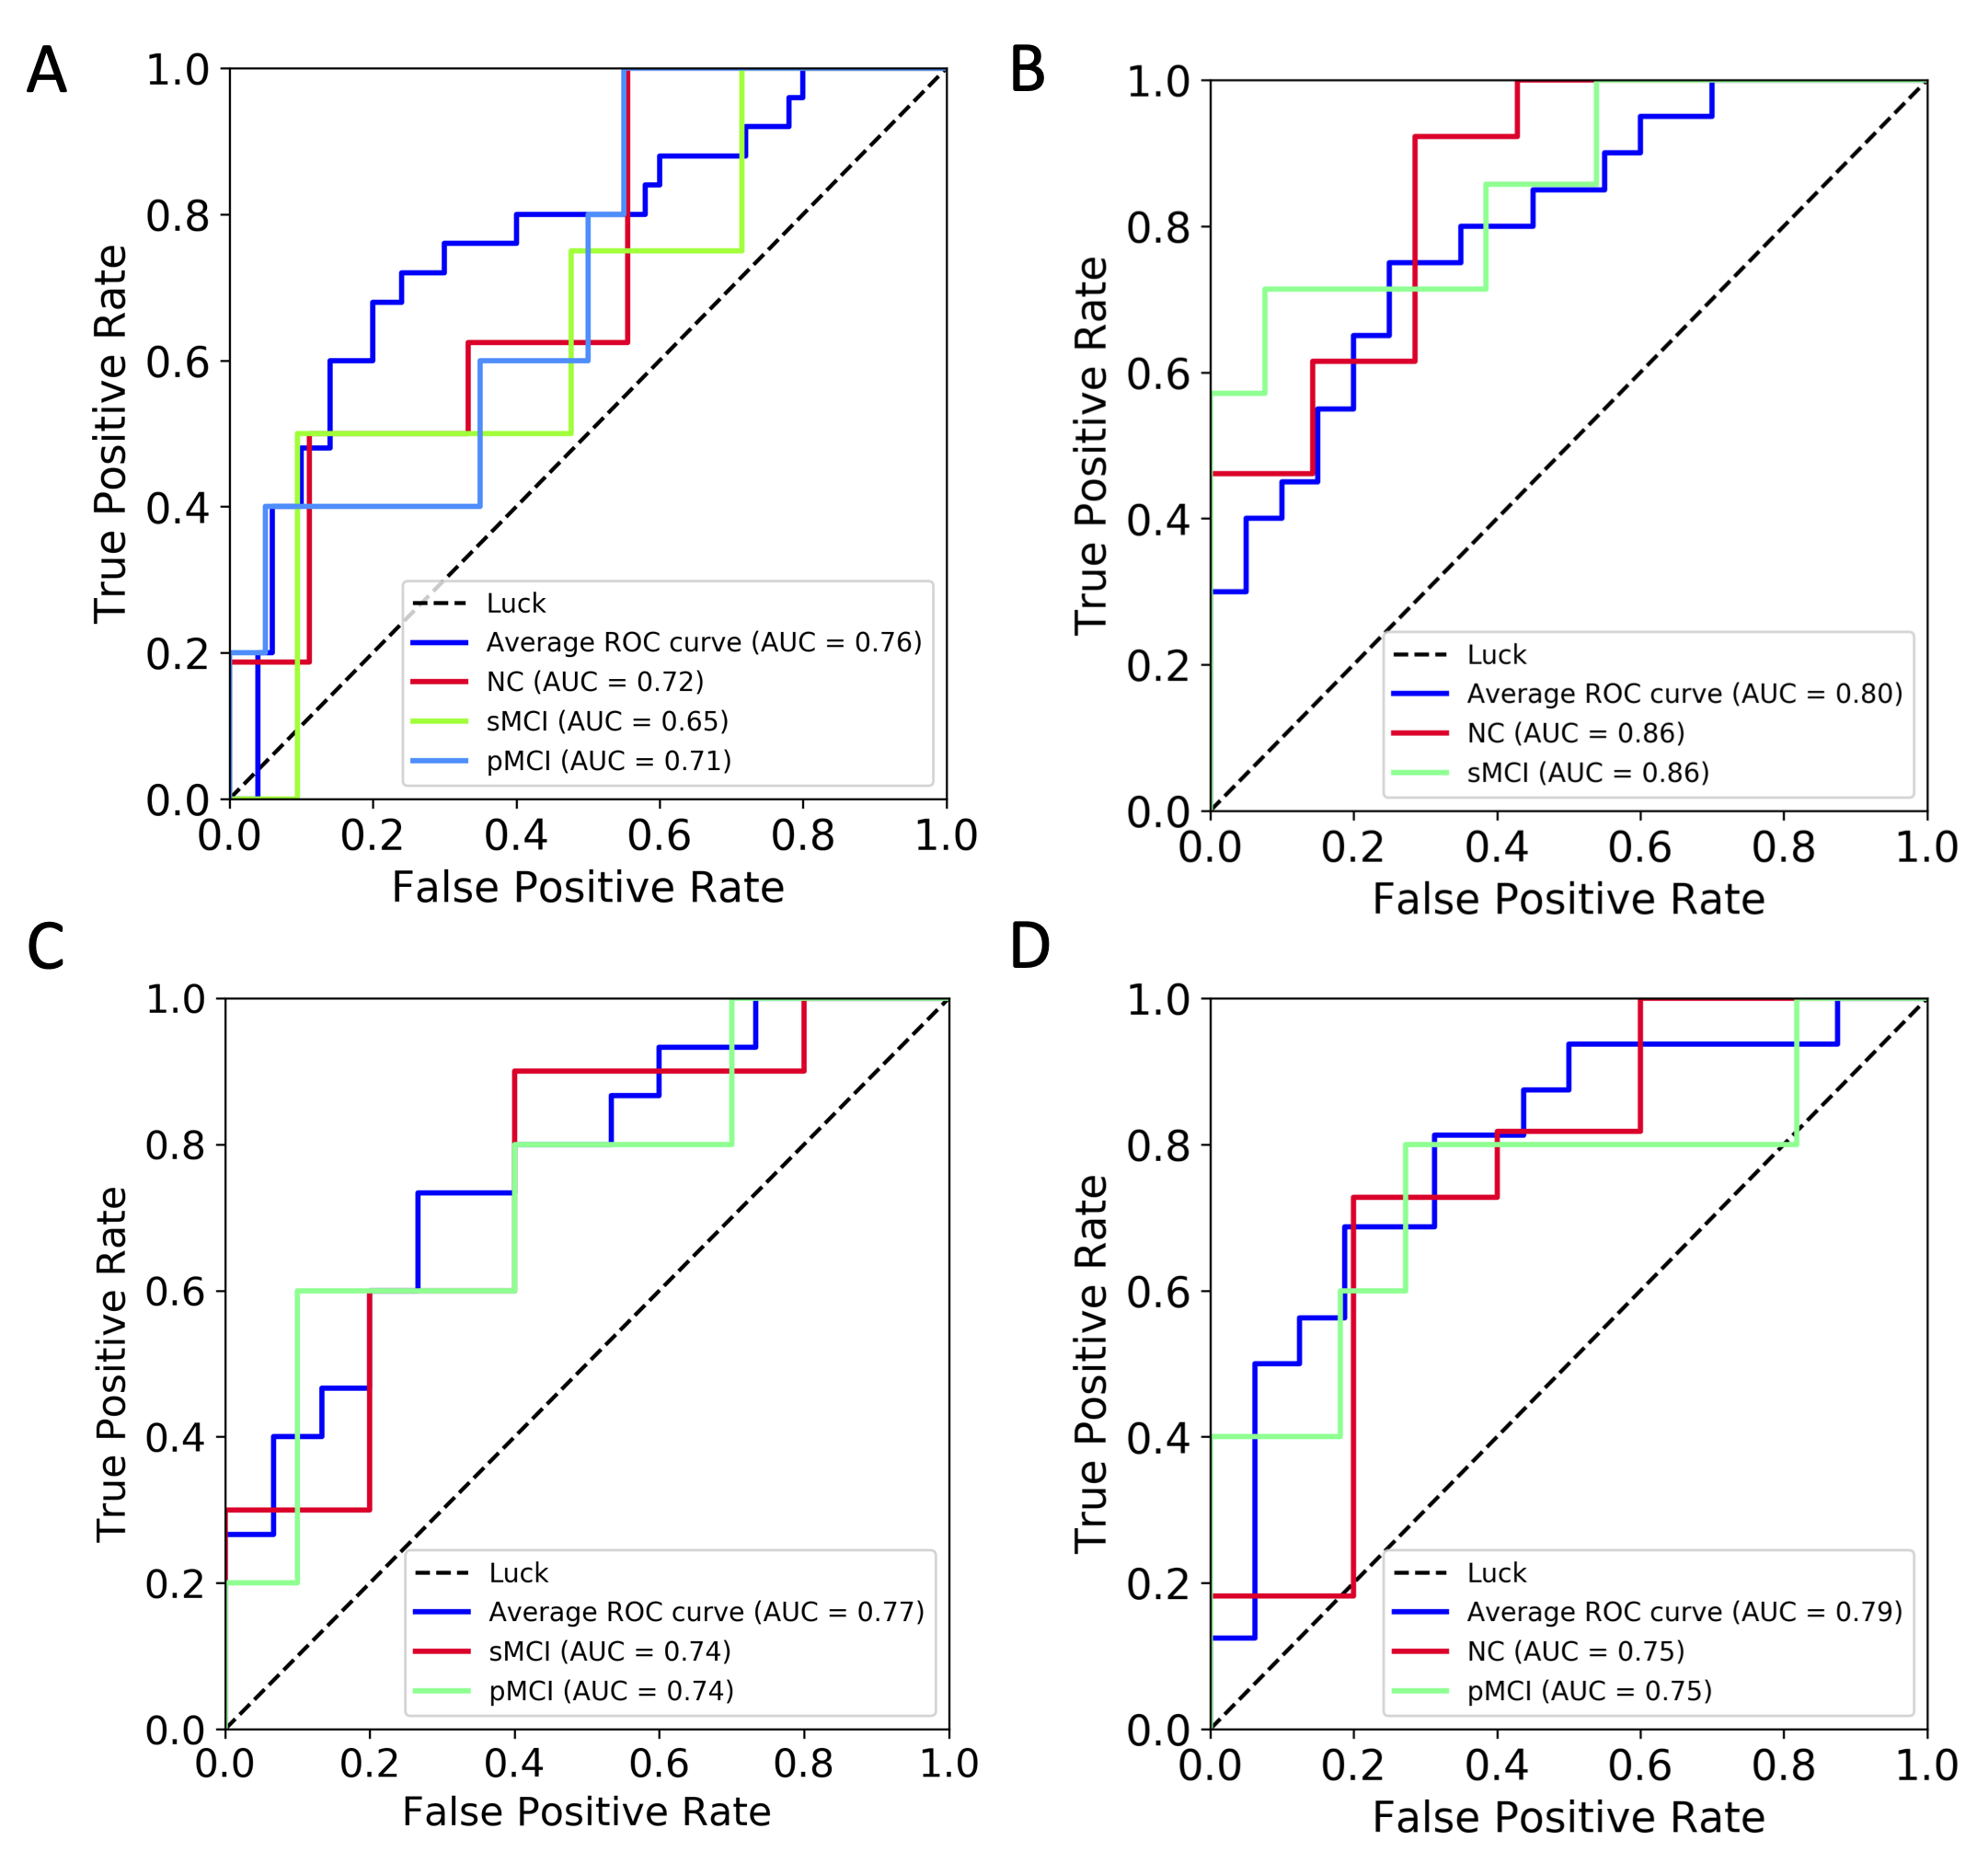 A
1.0
0.8
0.6
0.4
0.2
0.0
True Positive Rate
Luck
Average ROC curve (AUC = 0.76)
NC (AUC = 0.72)
sMCI (AUC = 0.65)
pMCI (AUC = 0.71)
0.0 0.2 0.4 0.6 0.8 1.0
False Positive Rate
B
1.0
0.8
0.6
0.4
0.2
0.0
True Positive Rate
Luck
Average ROC curve (AUC = 0.80)
NC (AUC = 0.86)
sMCI (AUC = 0.86)
0.0 0.2 0.4 0.6 0.8 1.0
False Positive Rate
C
1.0
0.8
0.6
0.4
0.2
0.0
True Positive Rate
Luck
Average ROC curve (AUC = 0.77)
sMCI (AUC = 0.74)
pMCI (AUC = 0.74)
0.0 0.2 0.4 0.6 0.8 1.0
False Positive Rate
D
1.0
0.8
0.6
0.4
0.2
0.0
True Positive Rate
Luck
Average ROC curve (AUC = 0.79)
NC (AUC = 0.75)
pMCI (AUC = 0.75)
0.0 0.2 0.4 0.6 0.8 1.0
False Positive Rate